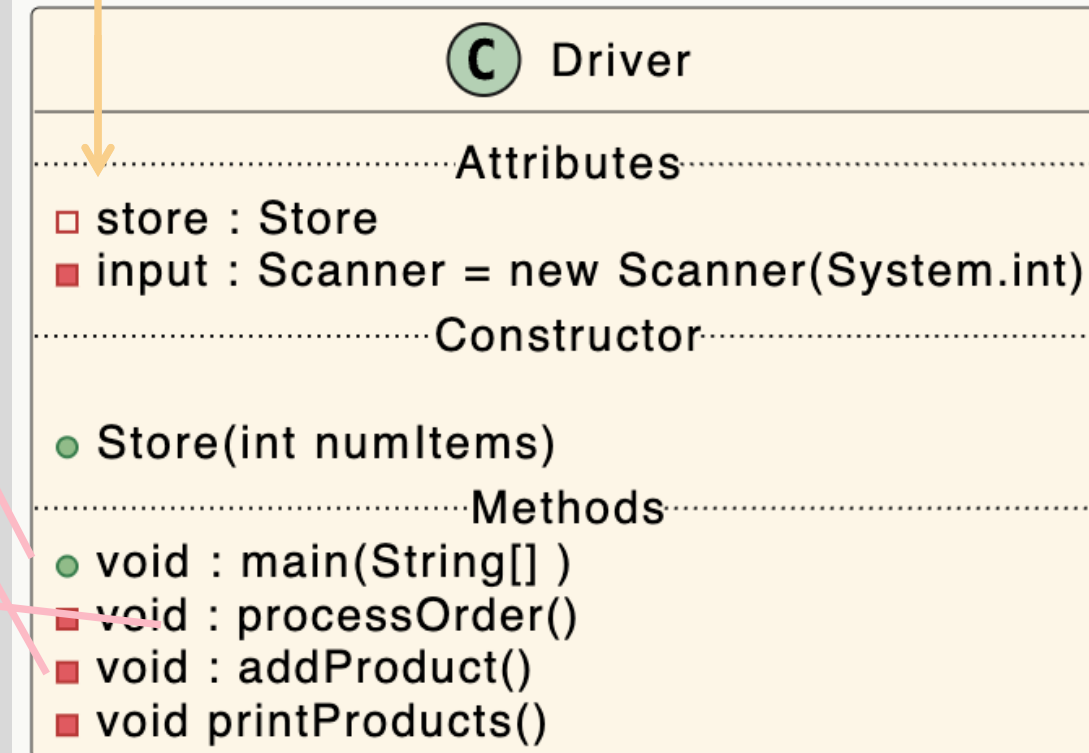 C Driver
Attributes
store : Store
input : Scanner = new Scanner(System.int)
Constructor
Store(int numItems)
Methods
void : main(String[] )
void : processOrder()
void : addProduct()
void printProducts()